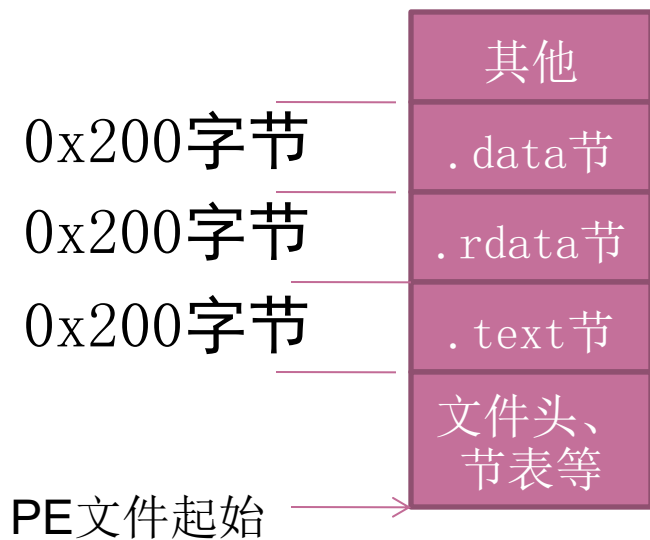 其他
0x200字节
.data节
0x200字节
.rdata节
0x200字节
.text节
文件头、
节表等
PE文件起始